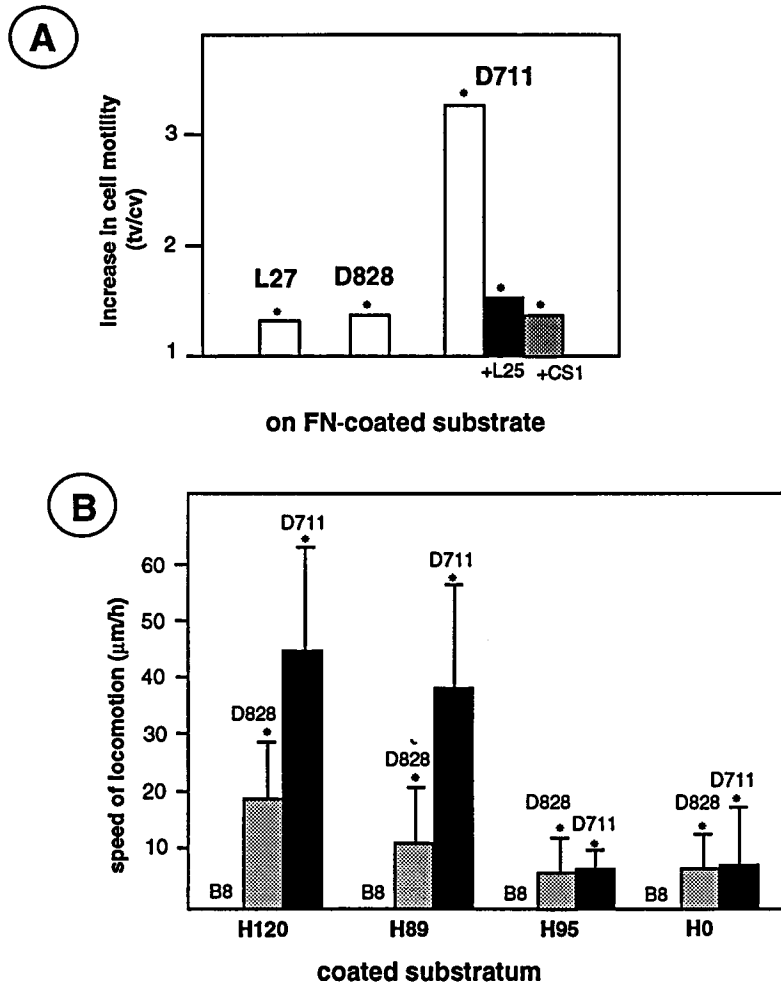 A
Increase in cell motility
(tv/cv)
3
2
1
L27
*
D828
*
D711
*
*
*
+L25
+CS1
on FN-coated substrate
B
speed of locomotion (μm/h)
60
50
40
30
20
10
B8
D828
*
D711
*
B8
D828
*
D711
*
B8
D828
*
D711
*
B8
D828
*
D711
*
H120
H89
H95
H0
coated substratum